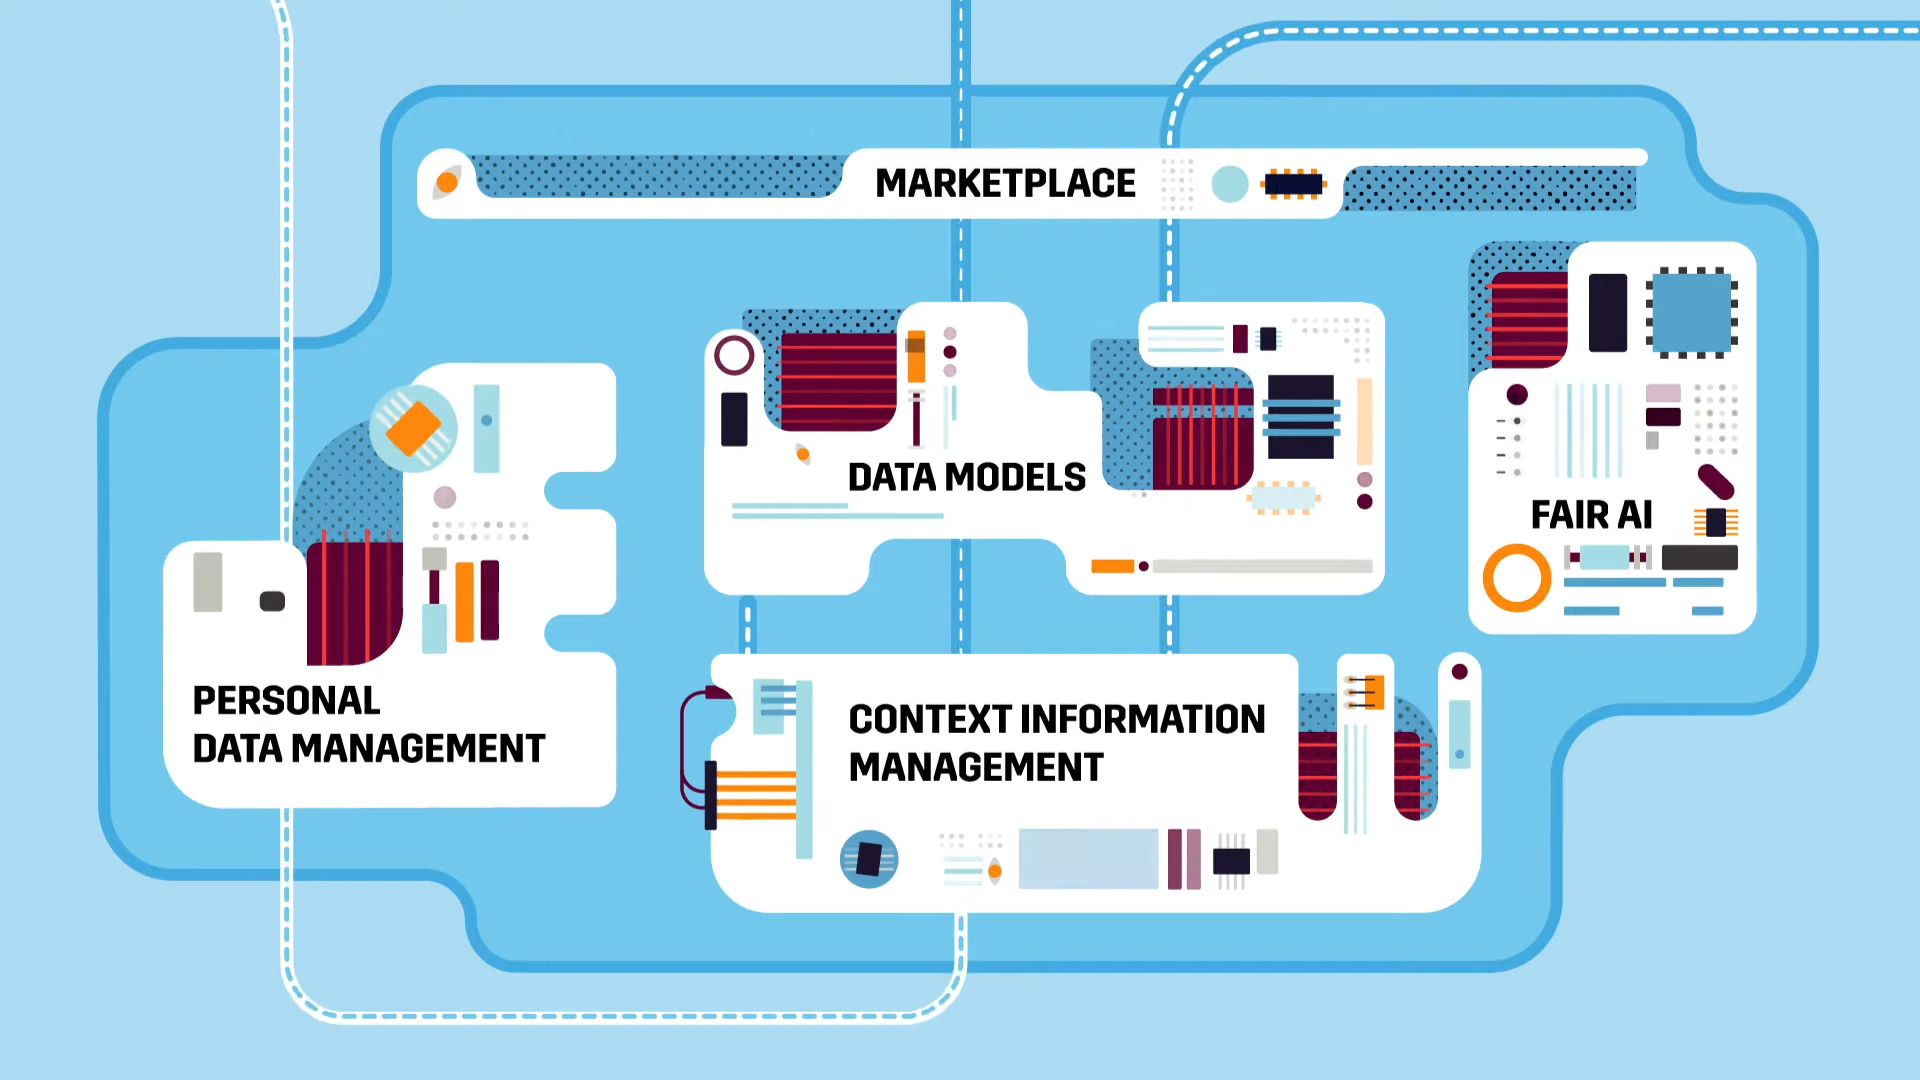 MARKETPLACE
DATA MODELS
FAIR AI
PERSONAL
DATA MANAGEMENT
CONTEXT INFORMATION
MANAGEMENT